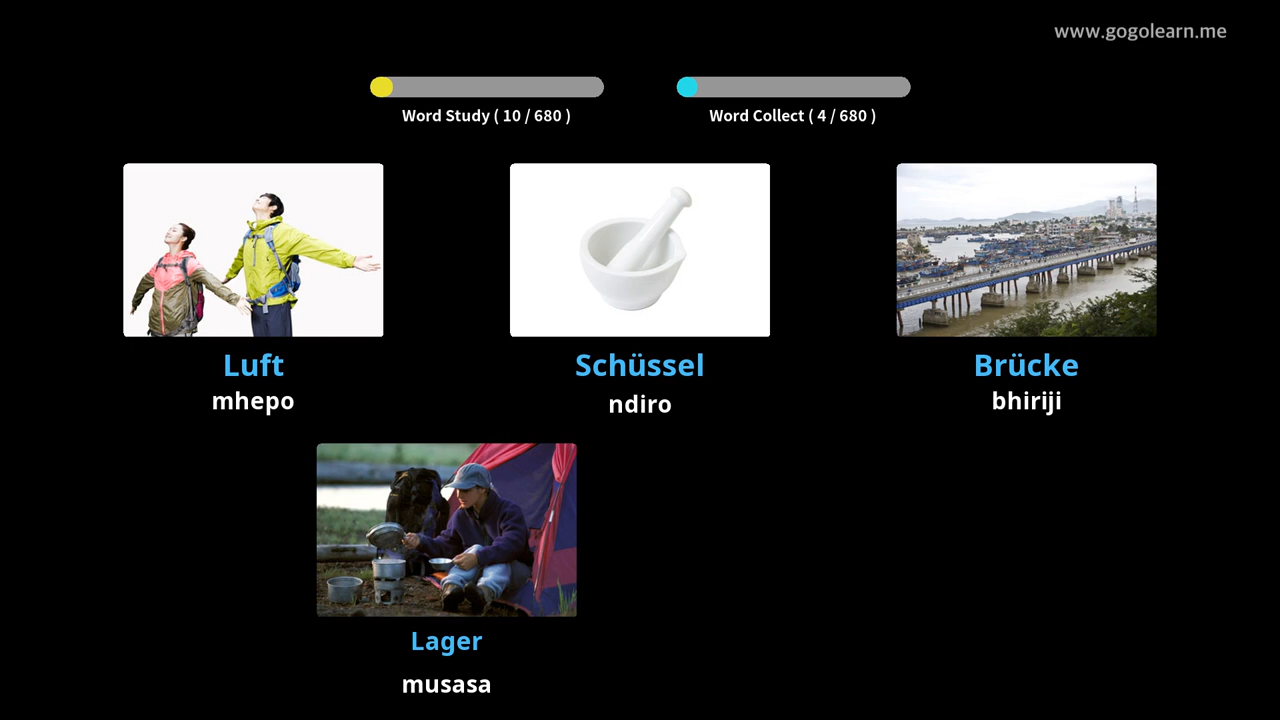 www.gogolearn.me
Word Study ( 10 / 680 )
Word Collect ( 4 / 680 )
Luft
mhepo
Schüssel
ndiro
Brücke
bhiriji
Lager
musasa